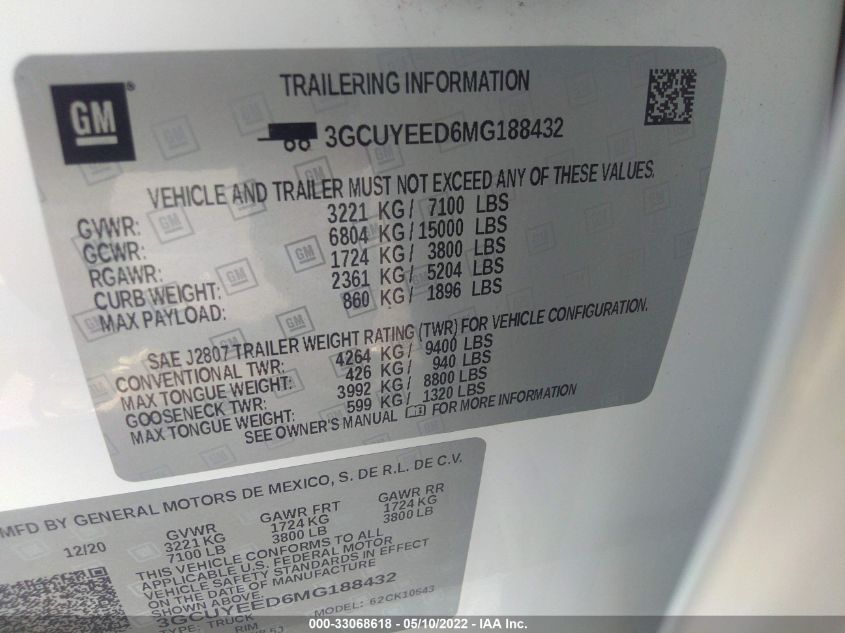 GM
TRAILERING INFORMATION
3GCUYEED6MG188432
VEHICLE AND TRAILER MUST NOT EXCEED ANY OF THESE VALUES.
GVWR: 3221 KG / 7100 LBS
GCWR: 6804 KG / 15000 LBS
RGAWR: 1724 KG / 3800 LBS
CURB WEIGHT: 2361 KG / 5204 LBS
MAX PAYLOAD: 860 KG / 1896 LBS
SAE J2807 TRAILER WEIGHT RATING (TWR) FOR VEHICLE CONFIGURATION.
CONVENTIONAL TWR: 4264 KG / 9400 LBS
MAX TONGUE WEIGHT: 426 KG / 940 LBS
GOOSENECK TWR: 3992 KG / 8800 LBS
MAX TONGUE WEIGHT: 599 KG / 1320 LBS
SEE OWNER'S MANUAL FOR MORE INFORMATION
MFD BY GENERAL MOTORS DE MEXICO, S. DE R.L. DE C.V.
12/20 GVWR GAWR FRT GAWR RR
3221 KG 1724 KG 1724 KG
7100 LB 3800 LB 3800 LB
THIS VEHICLE CONFORMS TO ALL
APPLICABLE U.S. FEDERAL MOTOR
VEHICLE SAFETY STANDARDS IN EFFECT
ON THE DATE OF MANUFACTURE
SHOWN ABOVE.
3GCUYEED6MG188432
TYPE: TRUCK MODEL: 62CK10543
RIM
000-33068618 - 05/10/2022 - IAA Inc.